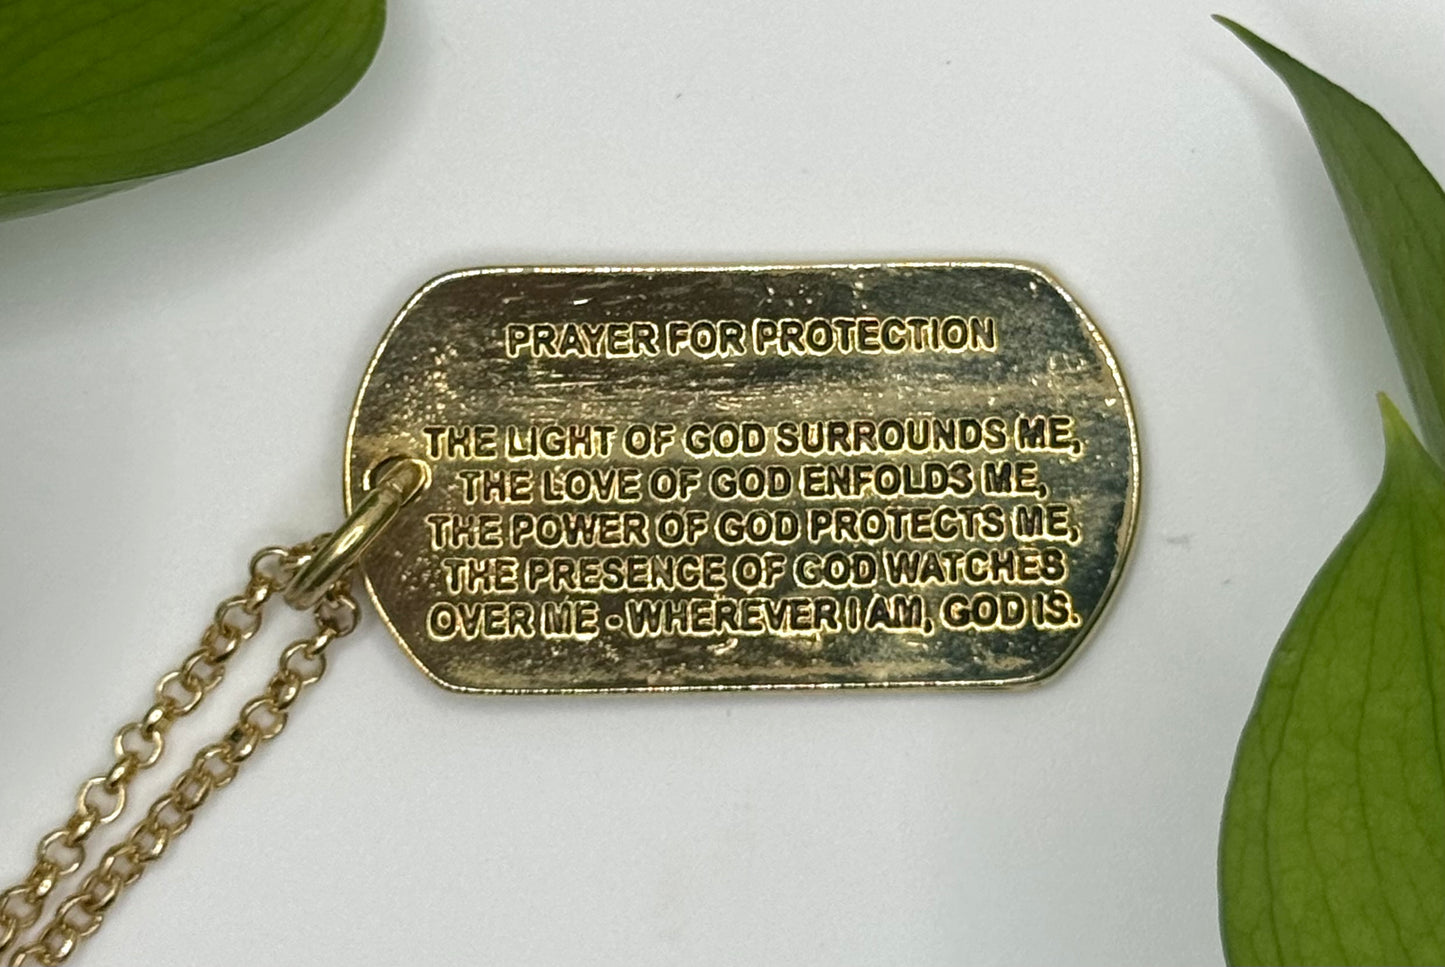 PRAYER FOR PROTECTION
THE LIGHT OF GOD SURROUNDS ME,
THE LOVE OF GOD ENFOLDS ME,
THE POWER OF GOD PROTECTS ME,
THE PRESENCE OF GOD WATCHES
OVER ME - WHEREVER I AM, GOD IS.